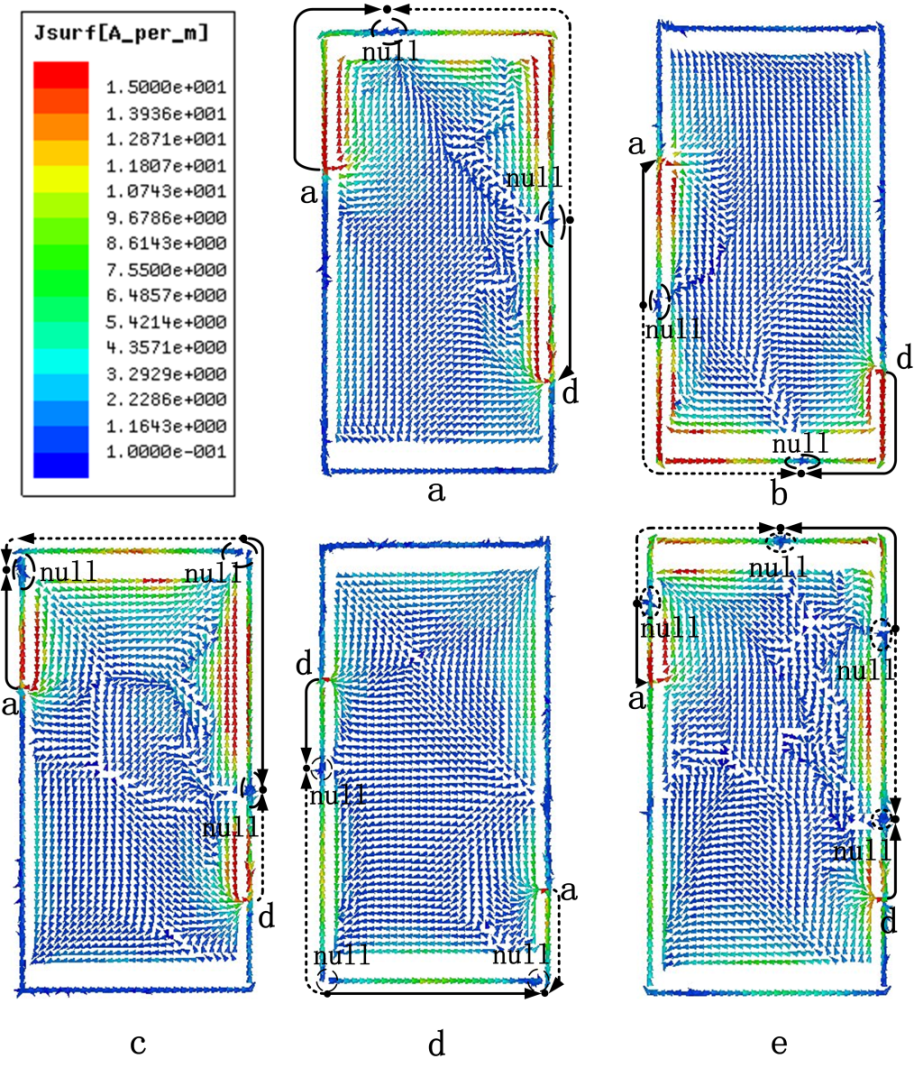 Jsurf[A_per_m]
1.5000e+001
1.3936e+001
1.2871e+001
1.1807e+001
1.0743e+001
9.6786e+000
8.6143e+000
7.5500e+000
6.4857e+000
5.4214e+000
4.3571e+000
3.2929e+000
2.2286e+000
1.1643e+000
1.0000e-001
null
a
null
d
a
a
null
d
null
b
null
null
a
null
d
c
d
null
a
null
null
d
null
null
null
a
null
d
e